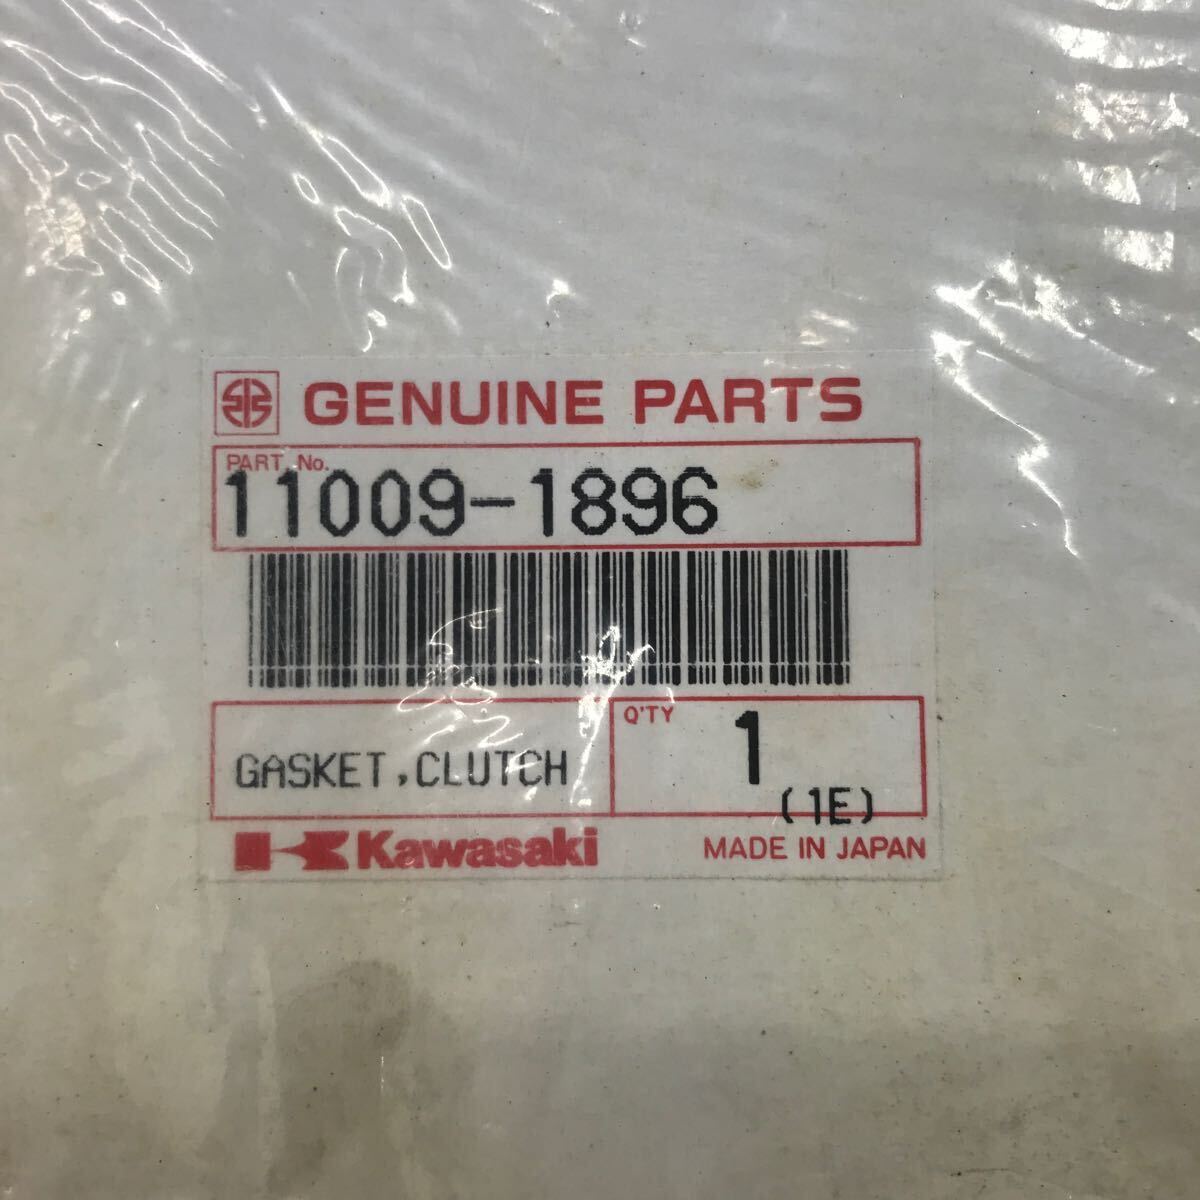 GENUINE PARTS
PART No.
11009-1896
GASKET,CLUTCH
Q'TY
1
(1E)
Kawasaki
MADE IN JAPAN